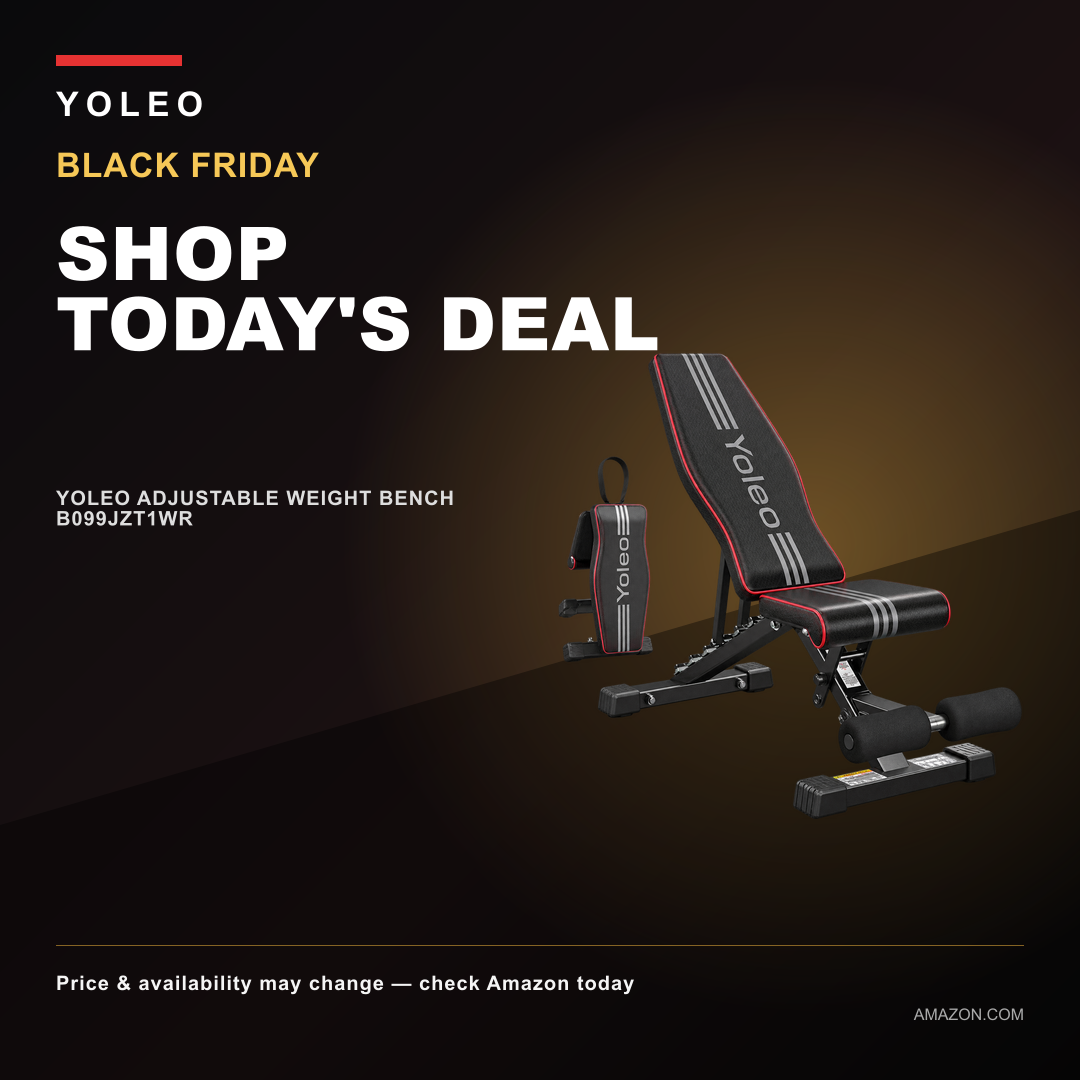 YOLEO
BLACK FRIDAY
SHOP
TODAY'S DEAL
YOLEO ADJUSTABLE WEIGHT BENCH
B099JZT1WR
Yoleo
Yoleo
Price & availability may change — check Amazon today
AMAZON.COM